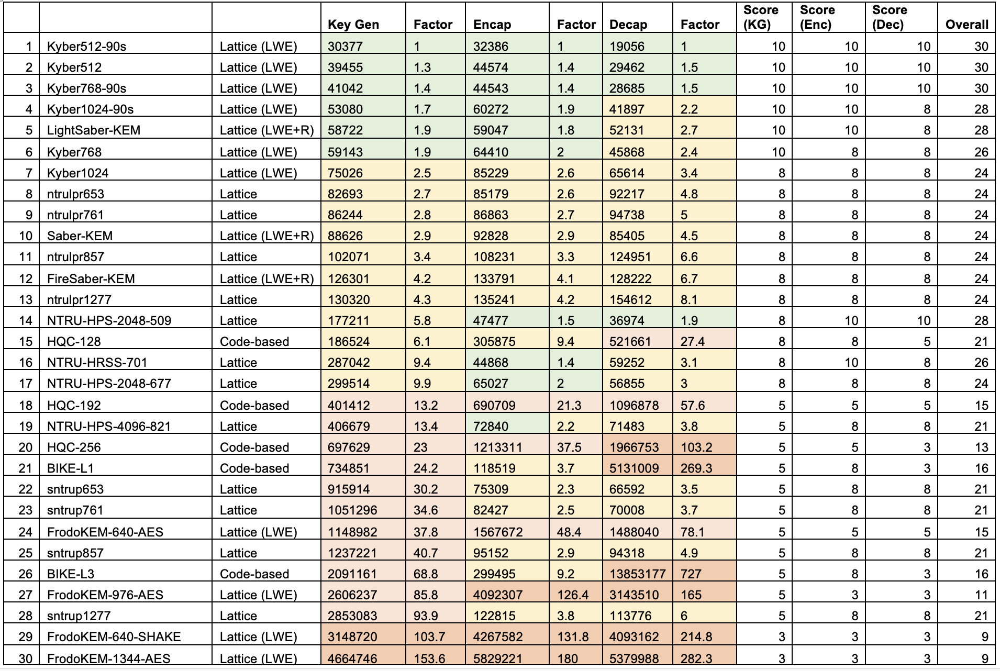 Key Gen Factor Encap Factor Decap Factor Score (KG) Score (Enc) Score (Dec) Overall
1 Kyber512-90s Lattice (LWE) 30377 1 32386 1 19056 1 10 10 10 30
2 Kyber512 Lattice (LWE) 39455 1.3 44574 1.4 29462 1.5 10 10 10 30
3 Kyber768-90s Lattice (LWE) 41042 1.4 44543 1.4 28685 1.5 10 10 10 30
4 Kyber1024-90s Lattice (LWE) 53080 1.7 60272 1.9 41897 2.2 10 10 8 28
5 LightSaber-KEM Lattice (LWE+R) 58722 1.9 59047 1.8 52131 2.7 10 10 8 28
6 Kyber768 Lattice (LWE) 59143 1.9 64410 2 45868 2.4 10 8 8 26
7 Kyber1024 Lattice (LWE) 75026 2.5 85229 2.6 65614 3.4 8 8 8 24
8 ntrulpr653 Lattice 82693 2.7 85179 2.6 92217 4.8 8 8 8 24
9 ntrulpr761 Lattice 86244 2.8 86863 2.7 94738 5 8 8 8 24
10 Saber-KEM Lattice (LWE+R) 88626 2.9 92828 2.9 85405 4.5 8 8 8 24
11 ntrulpr857 Lattice 102071 3.4 108231 3.3 124951 6.6 8 8 8 24
12 FireSaber-KEM Lattice (LWE+R) 126301 4.2 133791 4.1 128222 6.7 8 8 8 24
13 ntrulpr1277 Lattice 130320 4.3 135241 4.2 154612 8.1 8 8 8 24
14 NTRU-HPS-2048-509 Lattice 177211 5.8 47477 1.5 36974 1.9 8 10 10 28
15 HQC-128 Code-based 186524 6.1 305875 9.4 521661 27.4 8 8 5 21
16 NTRU-HRSS-701 Lattice 287042 9.4 44868 1.4 59252 3.1 8 10 8 26
17 NTRU-HPS-2048-677 Lattice 299514 9.9 65027 2 56855 3 8 8 8 24
18 HQC-192 Code-based 401412 13.2 690709 21.3 1096878 57.6 5 5 5 15
19 NTRU-HPS-4096-821 Lattice 406679 13.4 72840 2.2 71483 3.8 5 8 8 21
20 HQC-256 Code-based 697629 23 1213311 37.5 1966753 103.2 5 5 3 13
21 BIKE-L1 Code-based 734851 24.2 118519 3.7 5131009 269.3 5 8 3 16
22 sntrup653 Lattice 915914 30.2 75309 2.3 66592 3.5 5 8 8 21
23 sntrup761 Lattice 1051296 34.6 82427 2.5 70008 3.7 5 8 8 21
24 FrodoKEM-640-AES Lattice (LWE) 1148982 37.8 1567672 48.4 1488040 78.1 5 5 5 15
25 sntrup857 Lattice 1237221 40.7 95152 2.9 94318 4.9 5 8 8 21
26 BIKE-L3 Code-based 2091161 68.8 299495 9.2 13853177 727 5 8 3 16
27 FrodoKEM-976-AES Lattice (LWE) 2606237 85.8 4092307 126.4 3143510 165 5 3 3 11
28 sntrup1277 Lattice 2853083 93.9 122815 3.8 113776 6 5 8 8 21
29 FrodoKEM-640-SHAKE Lattice (LWE) 3148720 103.7 4267582 131.8 4093162 214.8 3 3 3 9
30 FrodoKEM-1344-AES Lattice (LWE) 4664746 153.6 5829221 180 5379988 282.3 3 3 3 9